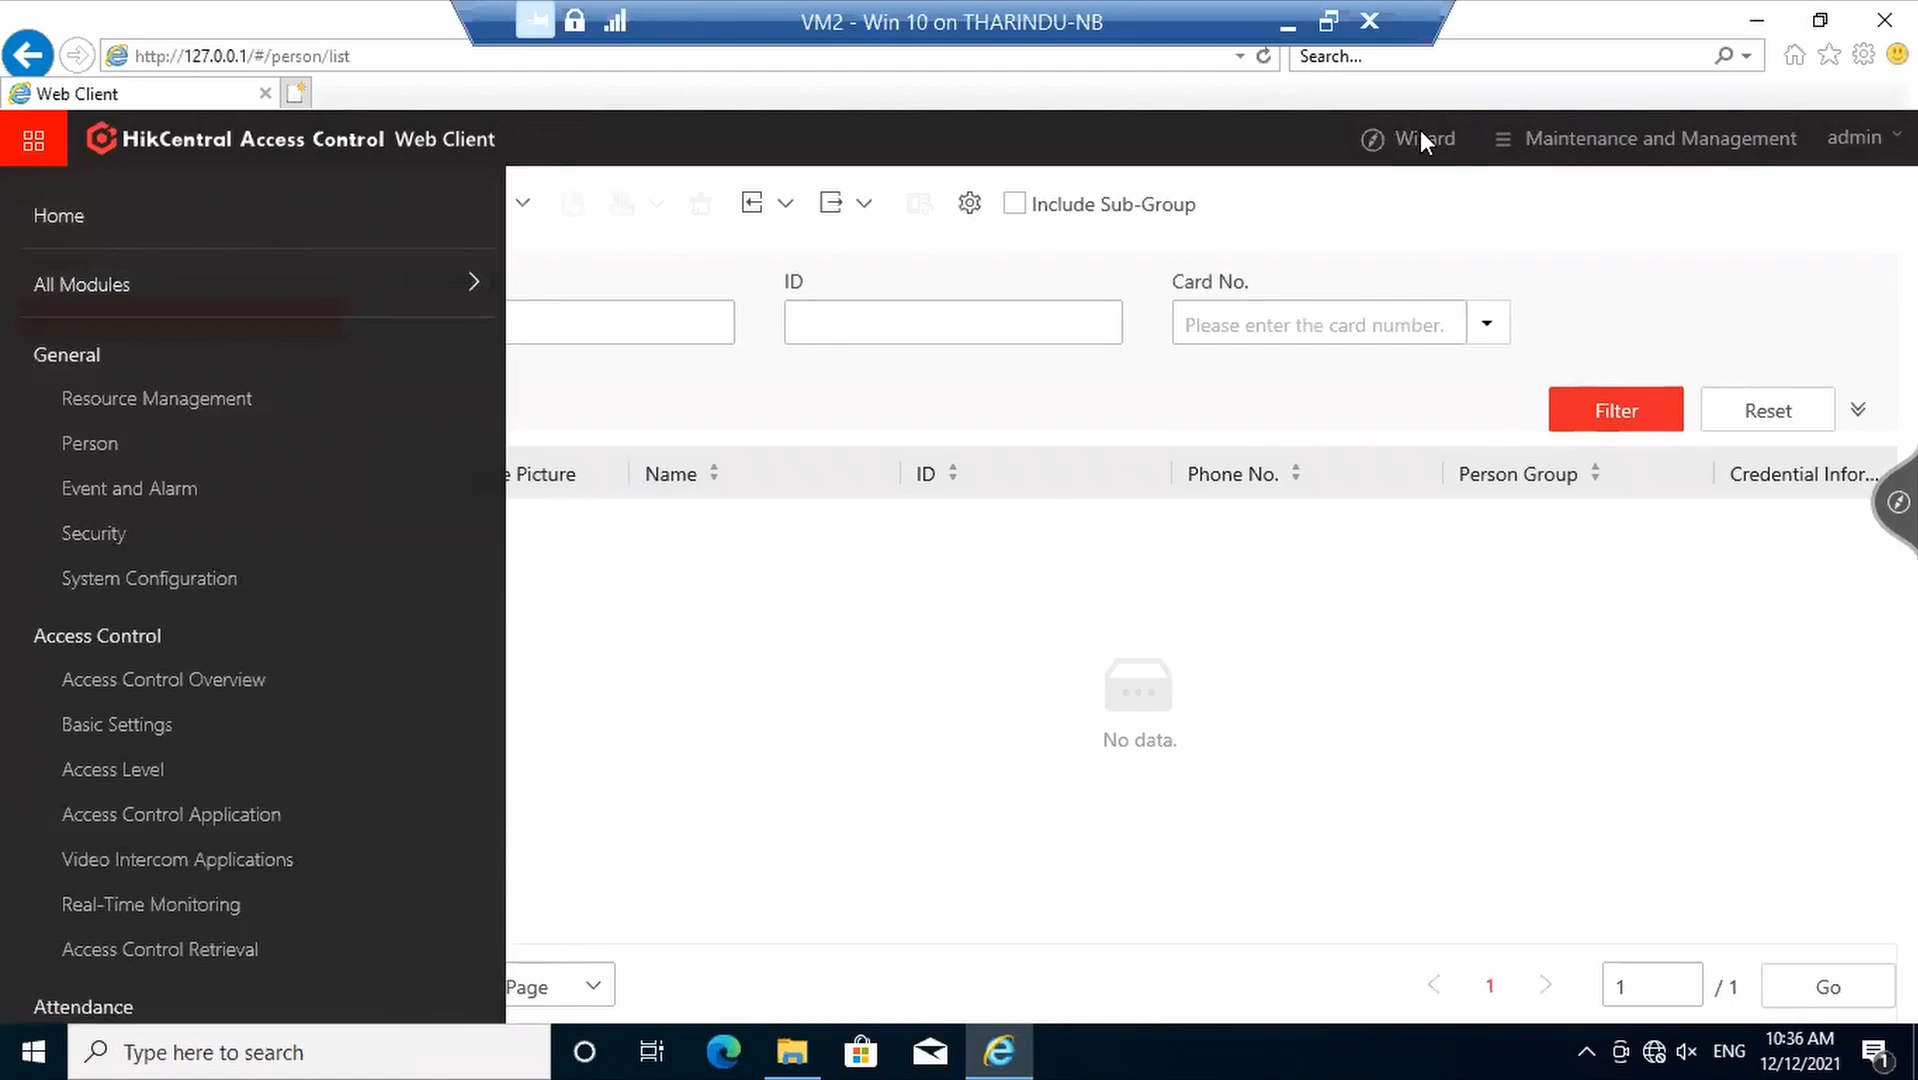 VM2 - Win 10 on THARINDU-NB
http://127.0.0.1/#/person/list
Search...
Web Client
HikCentral Access Control Web Client
Wizard
Maintenance and Management
admin
Home
All Modules
General
Resource Management
Person
Event and Alarm
Security
System Configuration
Access Control
Access Control Overview
Basic Settings
Access Level
Access Control Application
Video Intercom Applications
Real-Time Monitoring
Access Control Retrieval
Attendance
Include Sub-Group
ID
Card No.
Please enter the card number.
Filter
Reset
e Picture
Name
ID
Phone No.
Person Group
Credential Infor...
No data.
Page
1
1
/ 1
Go
Type here to search
ENG
10:36 AM
12/12/2021
1